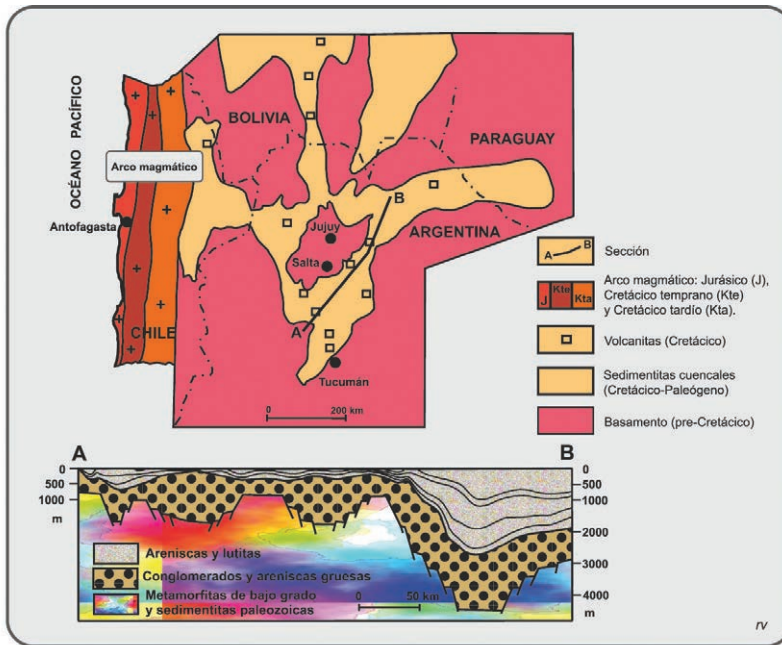 OCÉANO PACÍFICO
BOLIVIA
PARAGUAY
Arco magmático
B
Jujuy
Antofagasta
ARGENTINA
Salta
CHILE
A
Tucumán
0 200 km
A B
Sección
J Kte Kta
Arco magmático: Jurásico (J),
Cretácico temprano (Kte)
y Cretácico tardío (Kta).
Volcanitas (Cretácico)
Sedimentitas cuencales
(Cretácico-Paleógeno)
Basamento (pre-Cretácico)
A B
0 0
500 500
1000 1000
m
2000
3000
4000
m
Areniscas y lutitas
Conglomerados y areniscas gruesas
Metamorfitas de bajo grado
y sedimentitas paleozoicas
0 50 km
rv